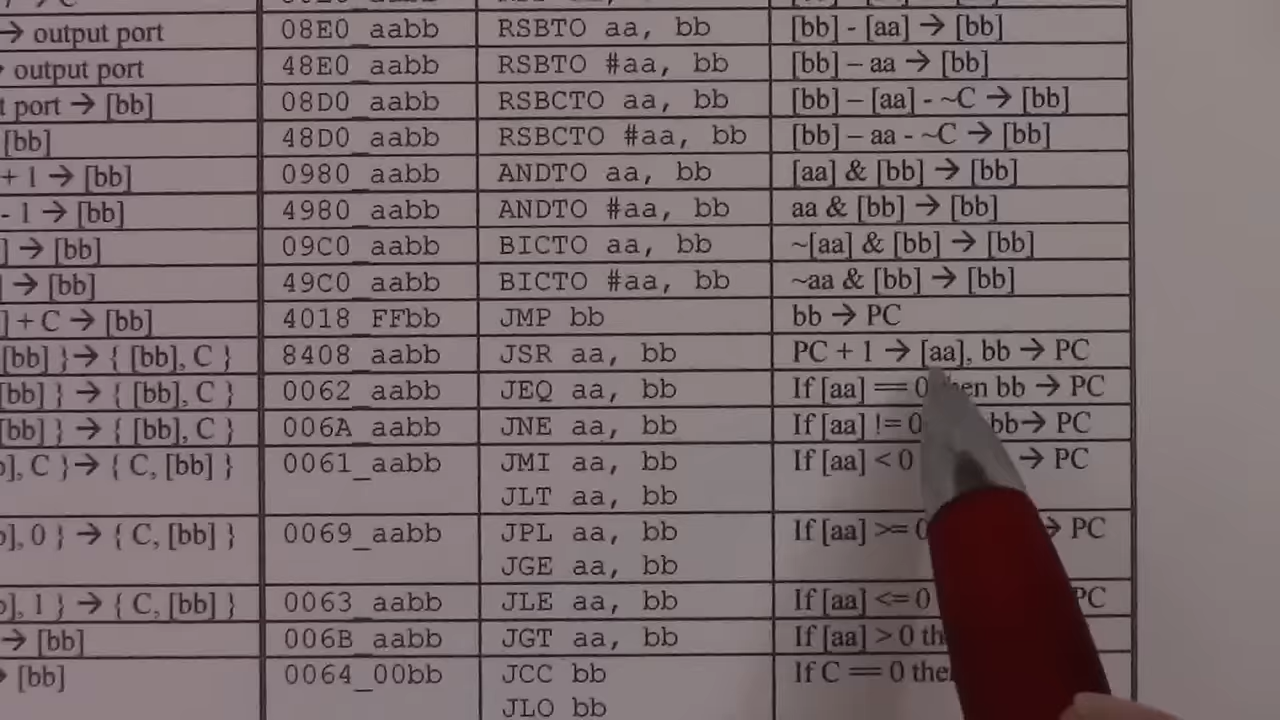 → output port 08E0_aabb RSBTO aa, bb [bb] - [aa] → [bb]
→ output port 48E0_aabb RSBTO #aa, bb [bb] – aa → [bb]
t port → [bb] 08D0_aabb RSBCTO aa, bb [bb] – [aa] - ~C → [bb]
[bb] 48D0_aabb RSBCTO #aa, bb [bb] – aa - ~C → [bb]
+ 1 → [bb] 0980_aabb ANDTO aa, bb [aa] & [bb] → [bb]
- 1 → [bb] 4980_aabb ANDTO #aa, bb aa & [bb] → [bb]
] → [bb] 09C0_aabb BICTO aa, bb ~[aa] & [bb] → [bb]
] → [bb] 49C0_aabb BICTO #aa, bb ~aa & [bb] → [bb]
] + C → [bb] 4018_FFbb JMP bb bb → PC
[bb] } → { [bb], C } 8408_aabb JSR aa, bb PC + 1 → [aa], bb → PC
[bb] } → { [bb], C } 0062_aabb JEQ aa, bb If [aa] == 0 then bb → PC
[bb] } → { [bb], C } 006A_aabb JNE aa, bb If [aa] != 0 bb → PC
], C } → { C, [bb] } 0061_aabb JMI aa, bb If [aa] < 0 → PC
JLT aa, bb
], 0 } → { C, [bb] } 0069_aabb JPL aa, bb If [aa] >= 0 → PC
JGE aa, bb
], 1 } → { C, [bb] } 0063_aabb JLE aa, bb If [aa] <= 0 PC
→ [bb] 006B_aabb JGT aa, bb If [aa] > 0
→ [bb] 0064_00bb JCC bb If C == 0
JLO bb